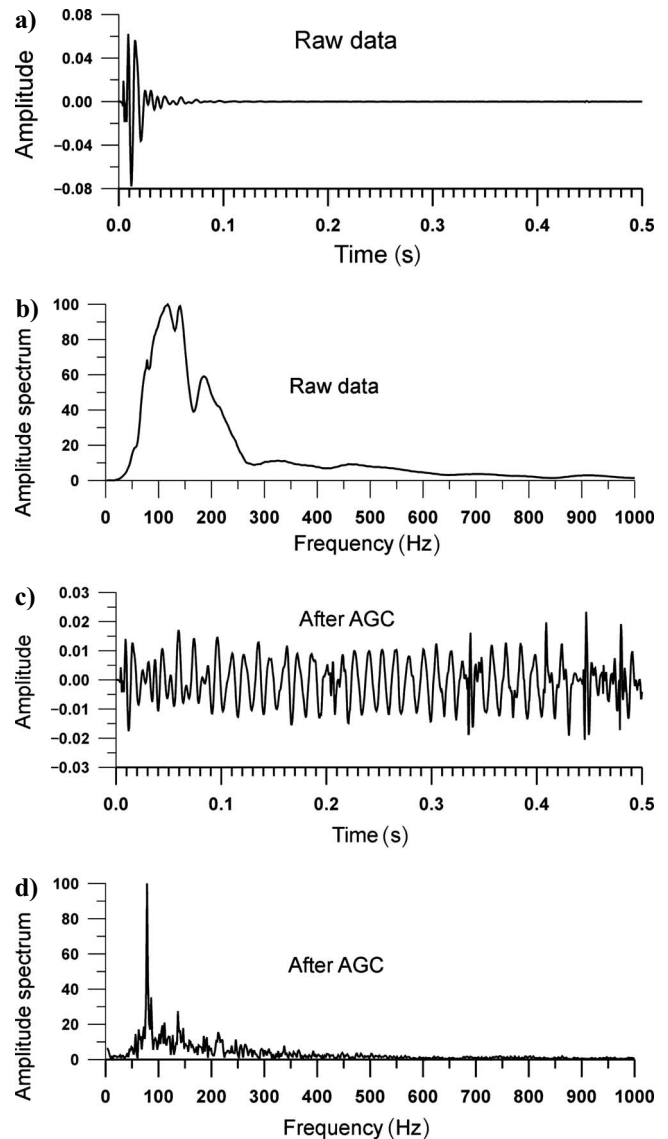 a)
Raw data
Amplitude
0.08
0.04
0.00
−0.04
−0.08
0.0 0.1 0.2 0.3 0.4 0.5
Time (s)
b)
Raw data
Amplitude spectrum
100
80
60
40
20
0
0 100 200 300 400 500 600 700 800 900 1000
Frequency (Hz)
c)
After AGC
Amplitude
0.03
0.02
0.01
0.00
−0.01
−0.02
−0.03
0.0 0.1 0.2 0.3 0.4 0.5
Time (s)
d)
After AGC
Amplitude spectrum
100
80
60
40
20
0
0 100 200 300 400 500 600 700 800 900 1000
Frequency (Hz)